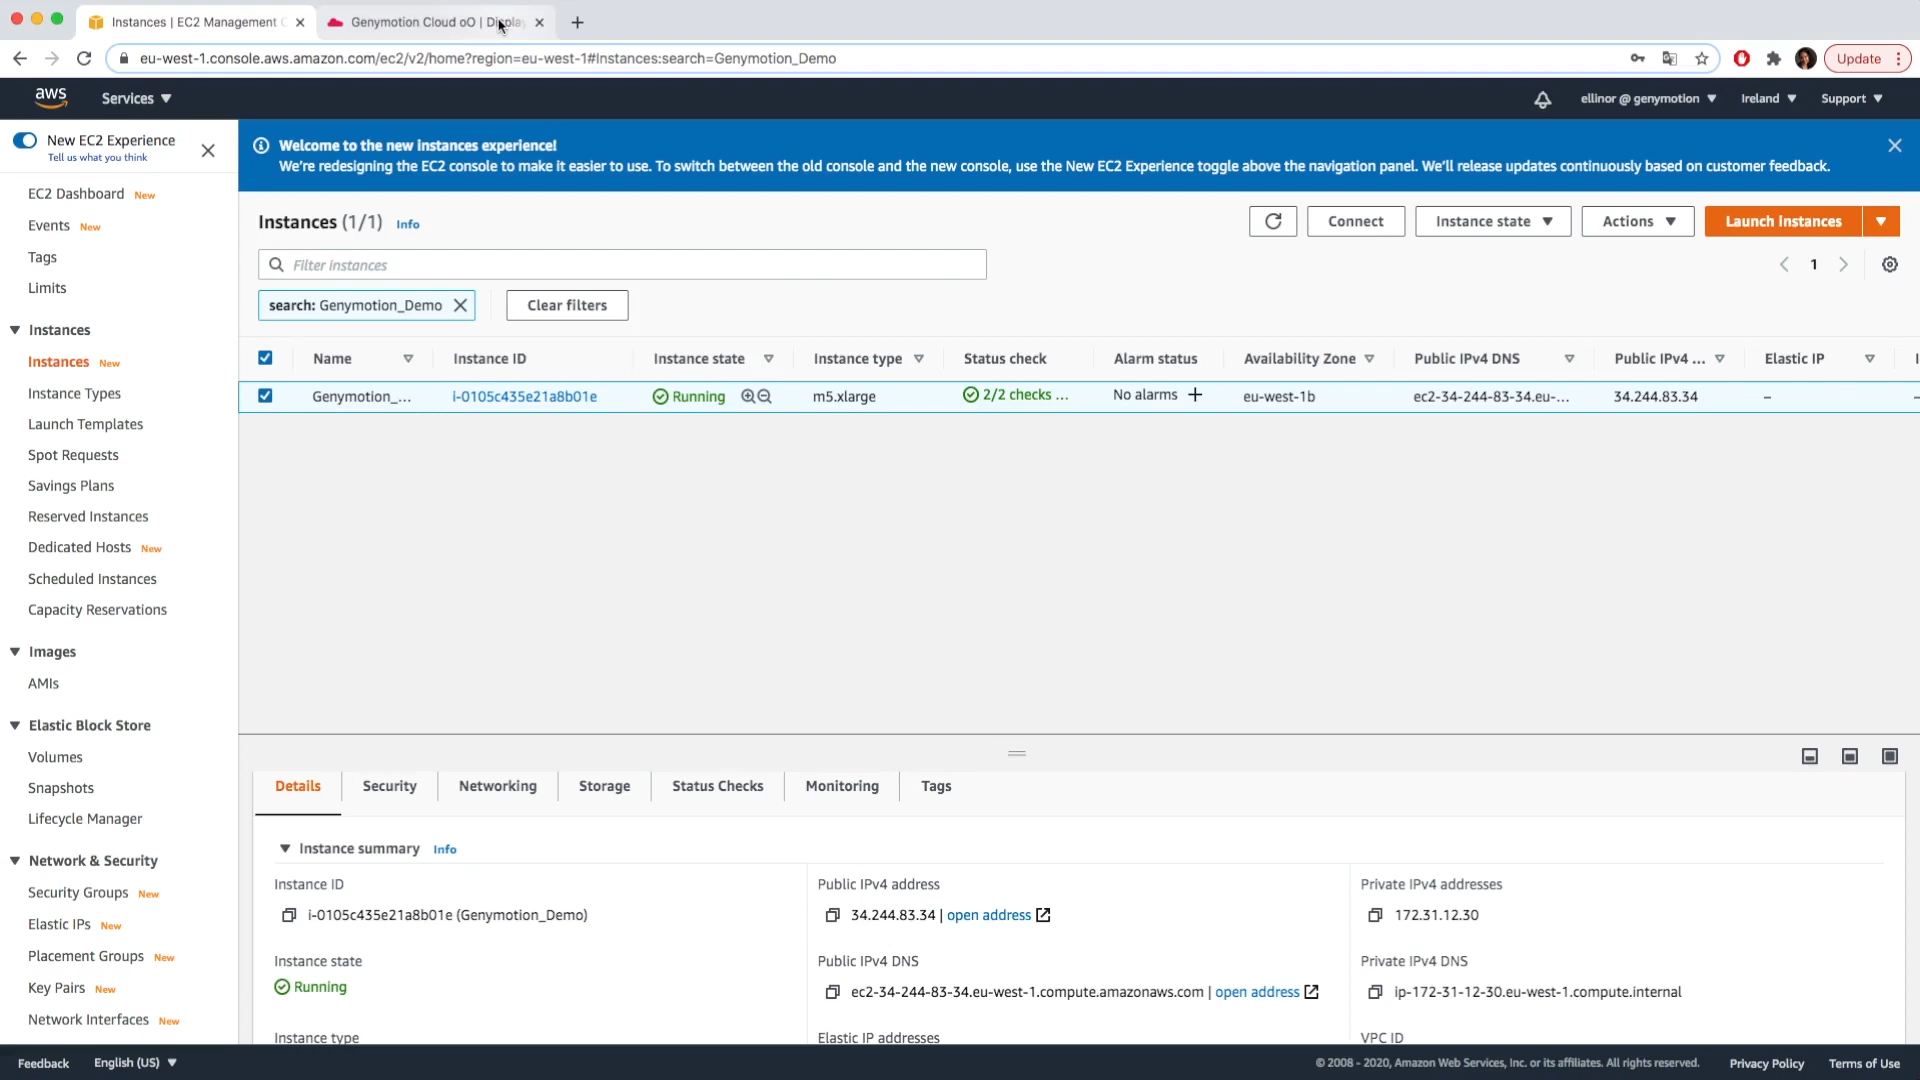 Instances | EC2 Management C
Genymotion Cloud oO | Display
eu-west-1.console.aws.amazon.com/ec2/v2/home?region=eu-west-1#Instances:search=Genymotion_Demo
Update
aws
Services
ellinor @ genymotion
Ireland
Support
New EC2 Experience
Tell us what you think
Welcome to the new instances experience!
We're redesigning the EC2 console to make it easier to use. To switch between the old console and the new console, use the New EC2 Experience toggle above the navigation panel. We'll release updates continuously based on customer feedback.
EC2 Dashboard New
Events New
Tags
Limits
Instances
Instances New
Instance Types
Launch Templates
Spot Requests
Savings Plans
Reserved Instances
Dedicated Hosts New
Scheduled Instances
Capacity Reservations
Images
AMIs
Elastic Block Store
Volumes
Snapshots
Lifecycle Manager
Network & Security
Security Groups New
Elastic IPs New
Placement Groups New
Key Pairs New
Network Interfaces New
Instances (1/1) Info
Connect
Instance state
Actions
Launch instances
Filter instances
1
search: Genymotion_Demo
Clear filters
Name Instance ID Instance state Instance type Status check Alarm status Availability Zone Public IPv4 DNS Public IPv4 ... Elastic IP
Genymotion_... i-0105c435e21a8b01e Running m5.xlarge 2/2 checks ... No alarms eu-west-1b ec2-34-244-83-34.eu-... 34.244.83.34 –
Details Security Networking Storage Status Checks Monitoring Tags
Instance summary Info
Instance ID
i-0105c435e21a8b01e (Genymotion_Demo)
Public IPv4 address
34.244.83.34 | open address
Private IPv4 addresses
172.31.12.30
Instance state
Running
Public IPv4 DNS
ec2-34-244-83-34.eu-west-1.compute.amazonaws.com | open address
Private IPv4 DNS
ip-172-31-12-30.eu-west-1.compute.internal
Instance type
Elastic IP addresses
VPC ID
Feedback
English (US)
© 2008 - 2020, Amazon Web Services, Inc. or its affiliates. All rights reserved.
Privacy Policy
Terms of Use